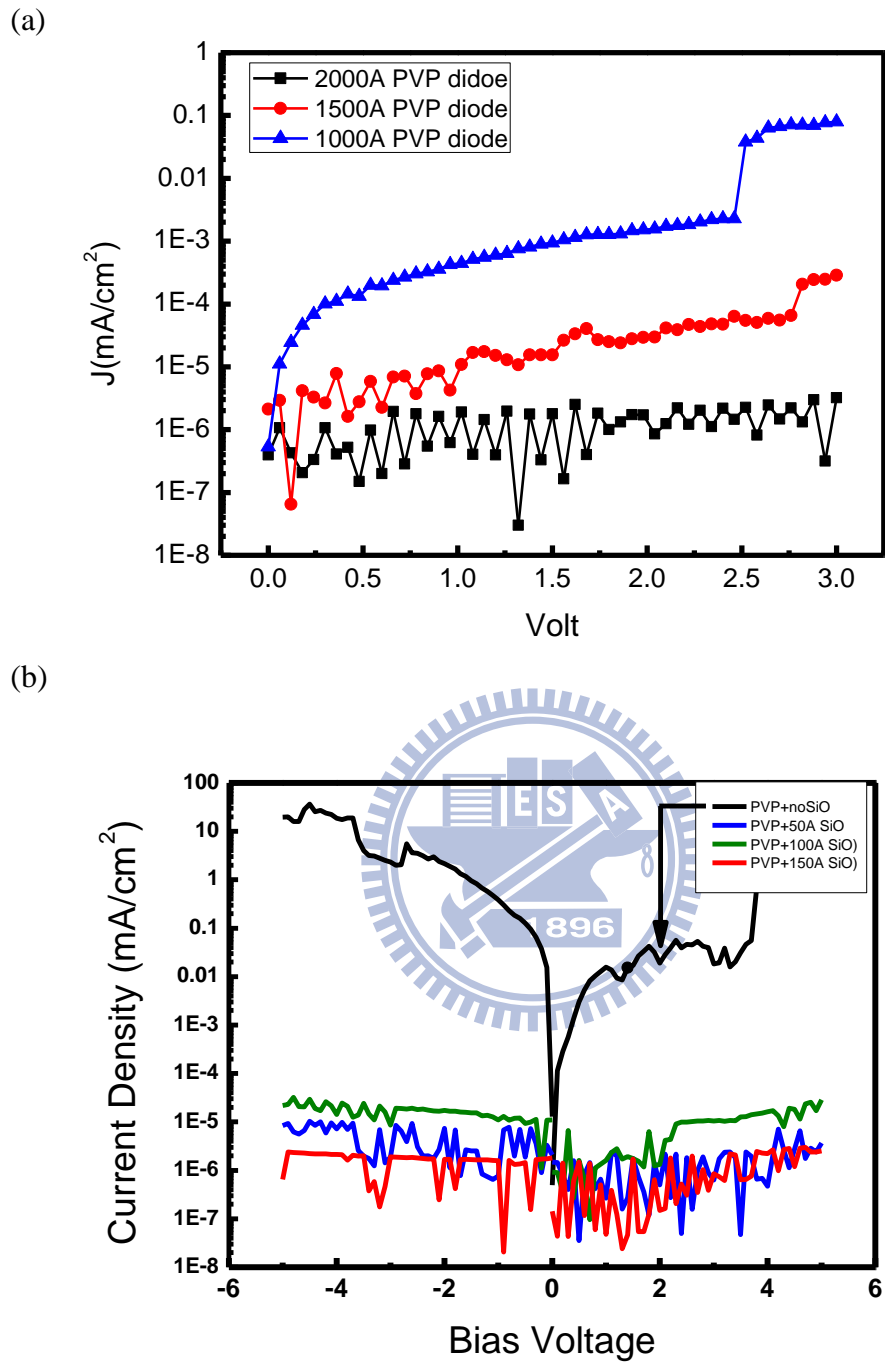 (a)
1
0.1
0.01
1E-3
1E-4
1E-5
1E-6
1E-7
1E-8
J(mA/cm²)
2000A PVP didoe
1500A PVP diode
1000A PVP diode
0.0 0.5 1.0 1.5 2.0 2.5 3.0
Volt
(b)
100
10
1
0.1
0.01
1E-3
1E-4
1E-5
1E-6
1E-7
1E-8
Current Density (mA/cm²)
PVP+noSiO
PVP+50A SiO
PVP+100A SiO)
PVP+150A SiO)
E S A
1896
-6 -4 -2 0 2 4 6
Bias Voltage